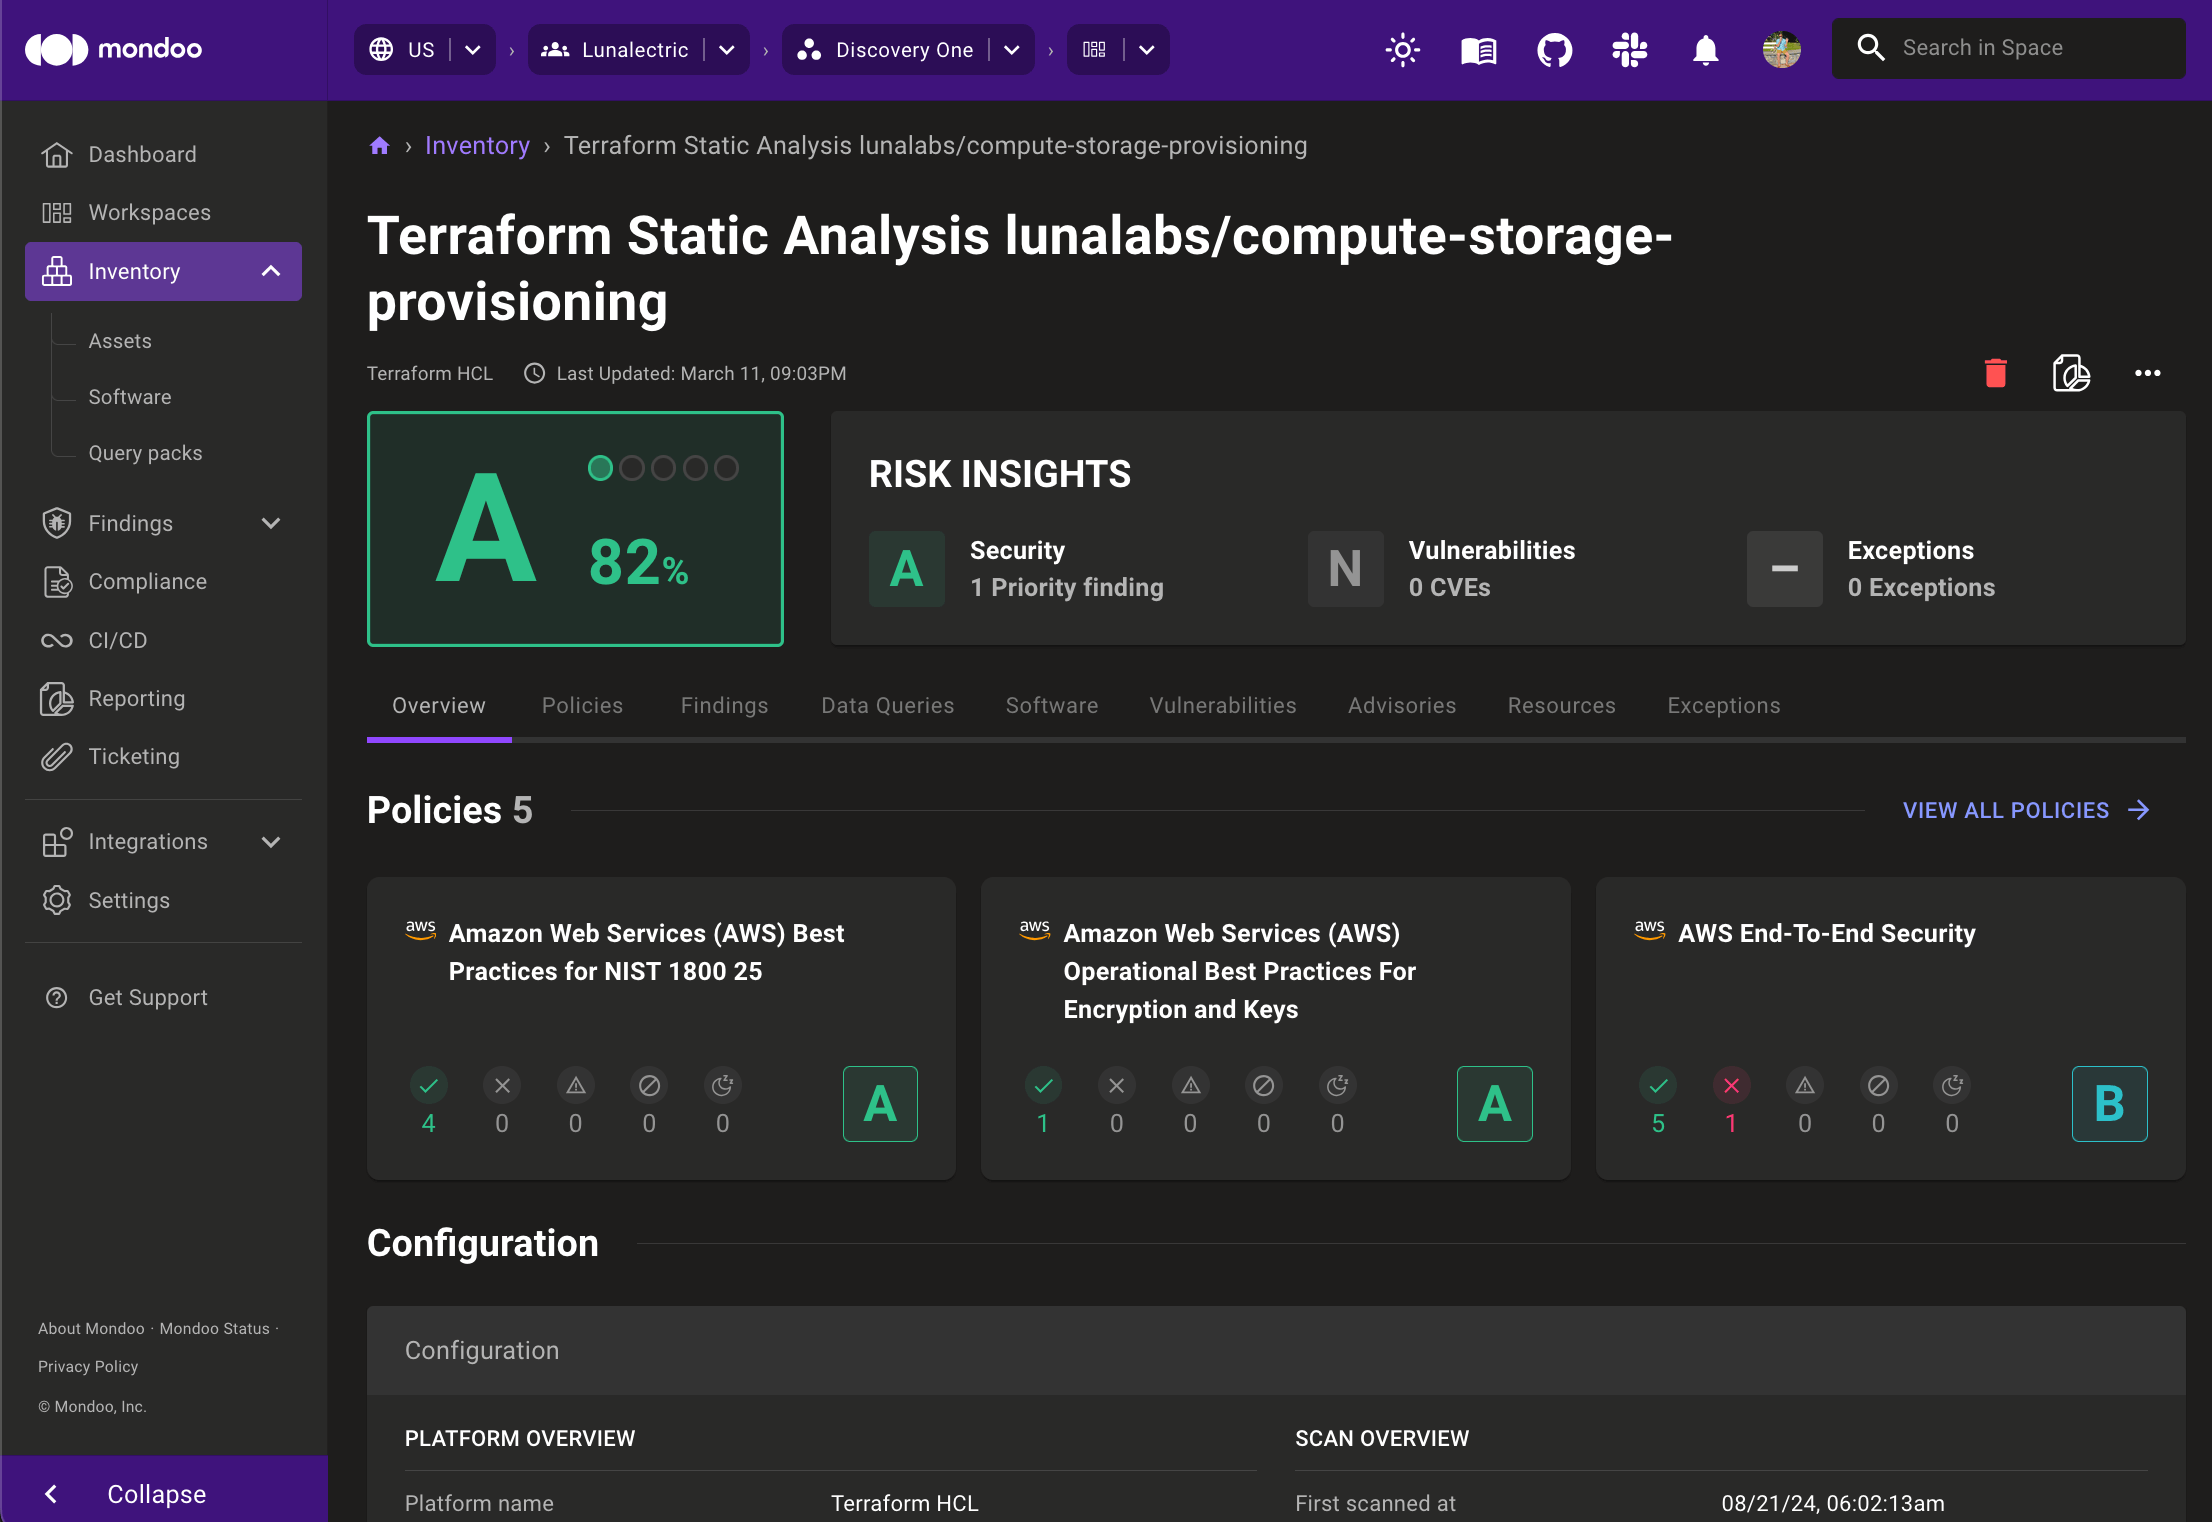 mondoo
US
Lunalectric
Discovery One
Search in Space
Dashboard
Workspaces
Inventory
Assets
Software
Query packs
Findings
Compliance
CI/CD
Reporting
Ticketing
Integrations
Settings
Get Support
About Mondoo · Mondoo Status ·
Privacy Policy
© Mondoo, Inc.
Collapse
› Inventory › Terraform Static Analysis lunalabs/compute-storage-provisioning
Terraform Static Analysis lunalabs/compute-storage-
provisioning
Terraform HCL Last Updated: March 11, 09:03PM
A
82%
RISK INSIGHTS
A
Security
1 Priority finding
N
Vulnerabilities
0 CVEs
–
Exceptions
0 Exceptions
Overview Policies Findings Data Queries Software Vulnerabilities Advisories Resources Exceptions
Policies 5
VIEW ALL POLICIES
aws
Amazon Web Services (AWS) Best
Practices for NIST 1800 25
4 0 0 0 0
A
aws
Amazon Web Services (AWS)
Operational Best Practices For
Encryption and Keys
1 0 0 0 0
A
aws
AWS End-To-End Security
5 1 0 0 0
B
Configuration
Configuration
PLATFORM OVERVIEW
Platform name Terraform HCL
SCAN OVERVIEW
First scanned at 08/21/24, 06:02:13am